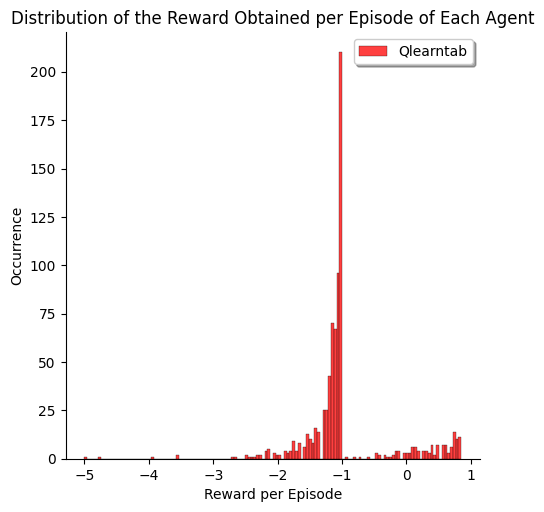 Distribution of the Reward Obtained per Episode of Each Agent
Qlearntab
200
175
150
125
100
75
50
25
0
Occurrence
−5 −4 −3 −2 −1 0 1
Reward per Episode